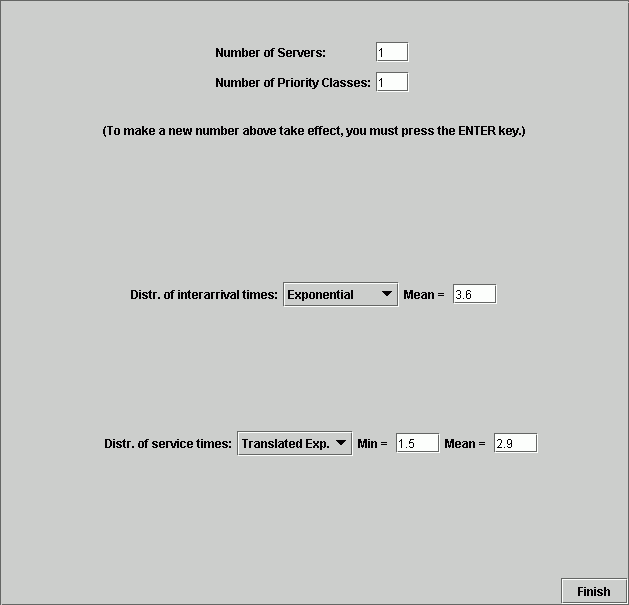 Number of Servers: 1
Number of Priority Classes: 1
(To make a new number above take effect, you must press the ENTER key.)
Distr. of interarrival times: Exponential Mean = 3.6
Distr. of service times: Translated Exp. Min = 1.5 Mean = 2.9
Finish